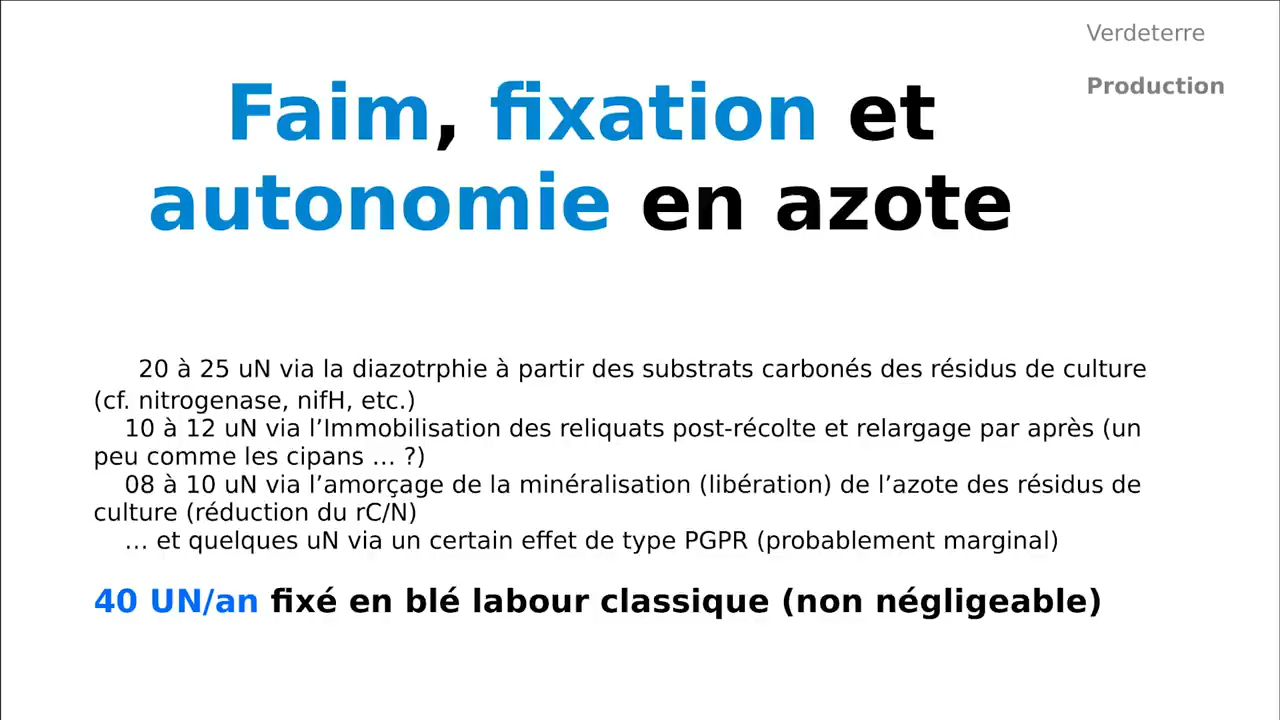 Verdeterre
Production
Faim, fixation et
autonomie en azote
20 à 25 uN via la diazotrphie à partir des substrats carbonés des résidus de culture
(cf. nitrogenase, nifH, etc.)
10 à 12 uN via l’Immobilisation des reliquats post-récolte et relargage par après (un
peu comme les cipans … ?)
08 à 10 uN via l’amorçage de la minéralisation (libération) de l’azote des résidus de
culture (réduction du rC/N)
… et quelques uN via un certain effet de type PGPR (probablement marginal)
40 UN/an fixé en blé labour classique (non négligeable)